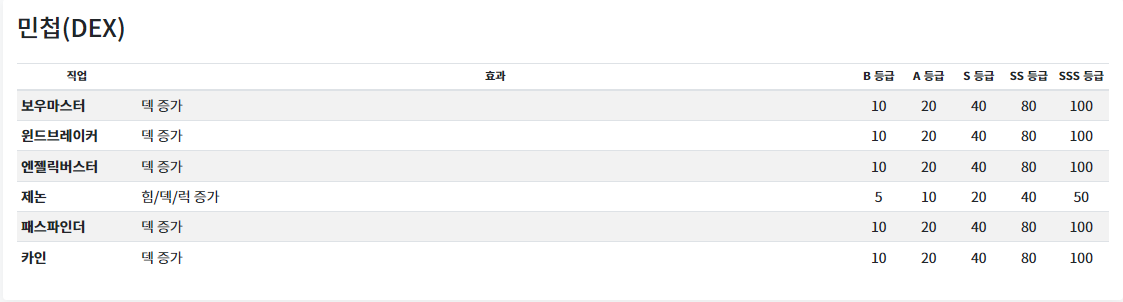 민첩(DEX)
직업 효과 B 등급 A 등급 S 등급 SS 등급 SSS 등급
보우마스터 덱 증가 10 20 40 80 100
윈드브레이커 덱 증가 10 20 40 80 100
엔젤릭버스터 덱 증가 10 20 40 80 100
제논 힘/덱/럭 증가 5 10 20 40 50
패스파인더 덱 증가 10 20 40 80 100
카인 덱 증가 10 20 40 80 100